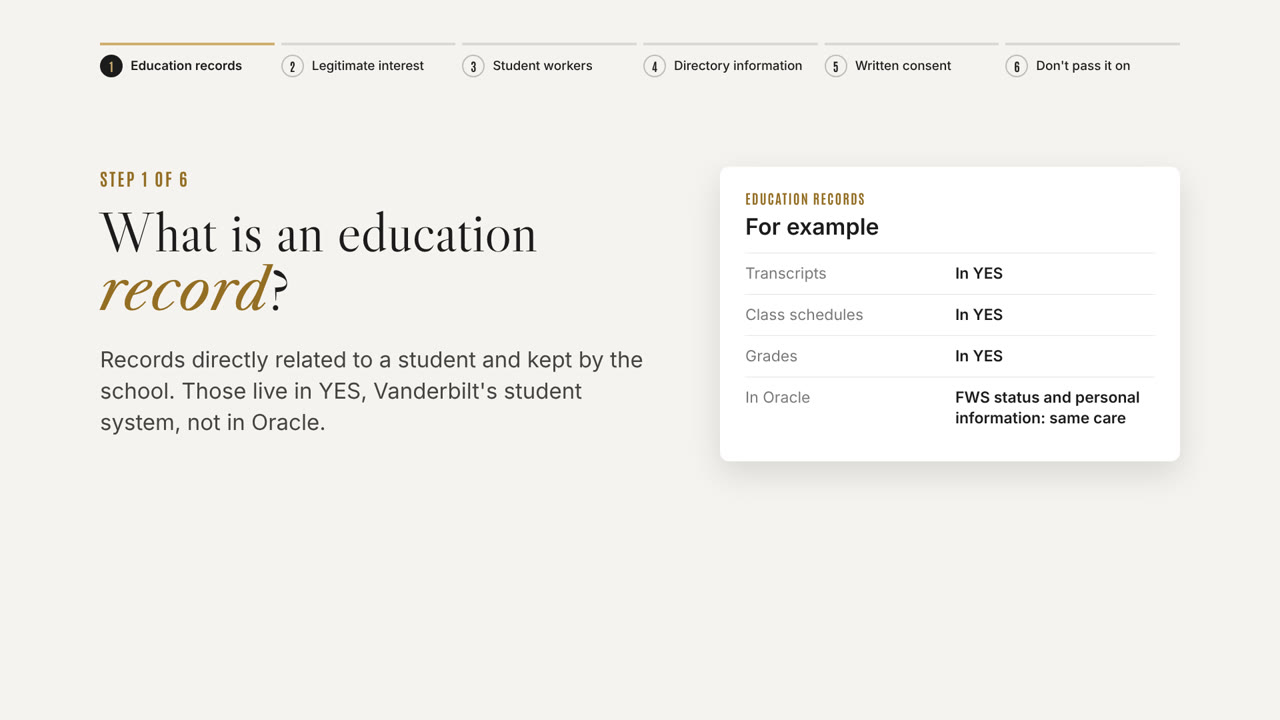 1 Education records
2 Legitimate interest
3 Student workers
4 Directory information
5 Written consent
6 Don't pass it on
STEP 1 OF 6
What is an education
record?
Records directly related to a student and kept by the
school. Those live in YES, Vanderbilt's student
system, not in Oracle.
EDUCATION RECORDS
For example
Transcripts In YES
Class schedules In YES
Grades In YES
In Oracle FWS status and personal
information: same care